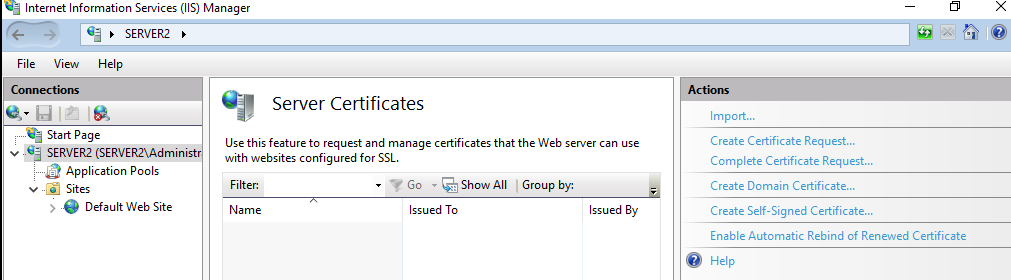 Internet Information Services (IIS) Manager
SERVER2
File View Help
Connections
Start Page
SERVER2 (SERVER2\Administr
Application Pools
Sites
Default Web Site
Server Certificates
Use this feature to request and manage certificates that the Web server can use
with websites configured for SSL.
Filter: Go Show All Group by:
Name Issued To Issued By
Actions
Import...
Create Certificate Request...
Complete Certificate Request...
Create Domain Certificate...
Create Self-Signed Certificate...
Enable Automatic Rebind of Renewed Certificate
Help